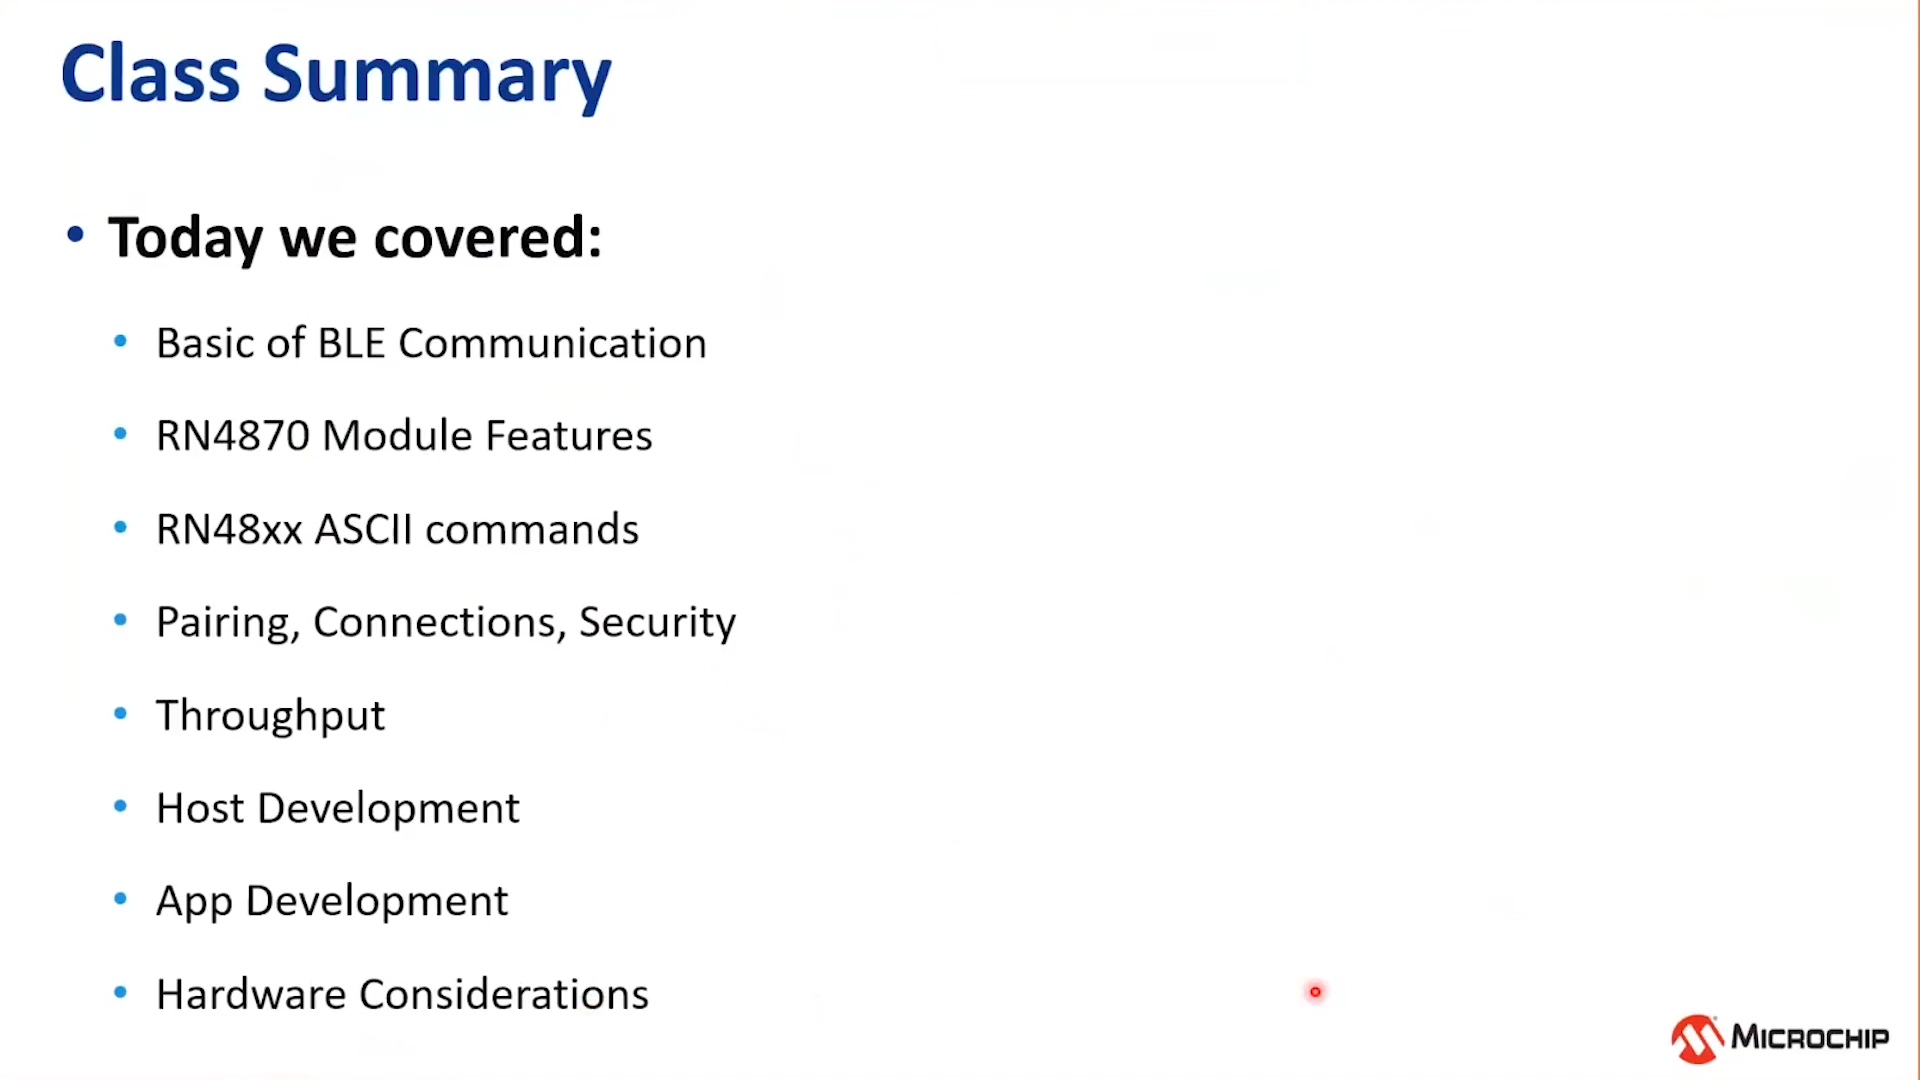 Class Summary
• Today we covered:
• Basic of BLE Communication
• RN4870 Module Features
• RN48xx ASCII commands
• Pairing, Connections, Security
• Throughput
• Host Development
• App Development
• Hardware Considerations
MICROCHIP